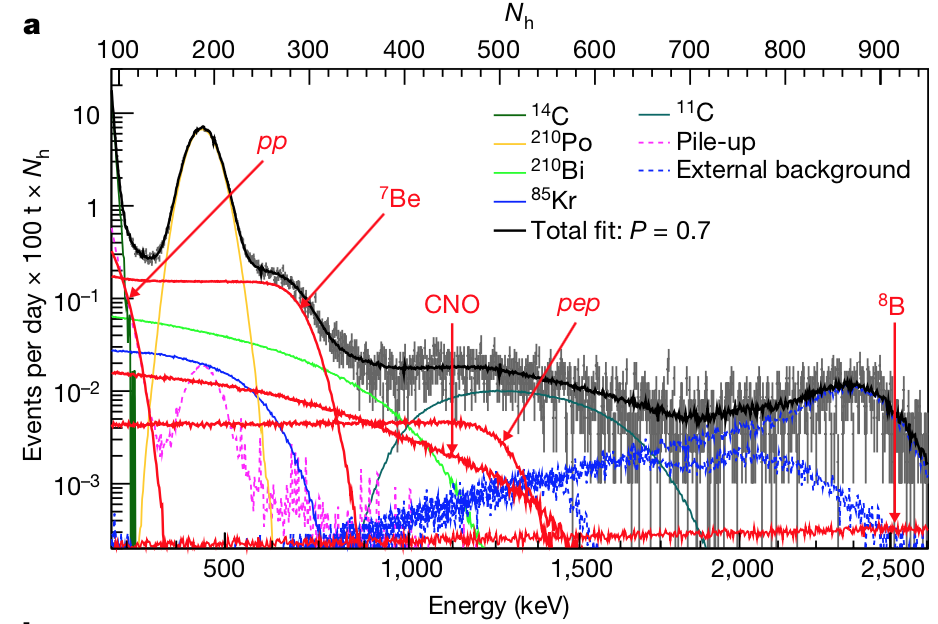 a
N_h
100 200 300 400 500 600 700 800 900
Events per day × 100 t × N_h
10
1
10⁻¹
10⁻²
10⁻³
¹⁴C
²¹⁰Po
²¹⁰Bi
⁸⁵Kr
Total fit: P = 0.7
¹¹C
Pile-up
External background
pp
⁷Be
CNO
pep
⁸B
500 1,000 1,500 2,000 2,500
Energy (keV)